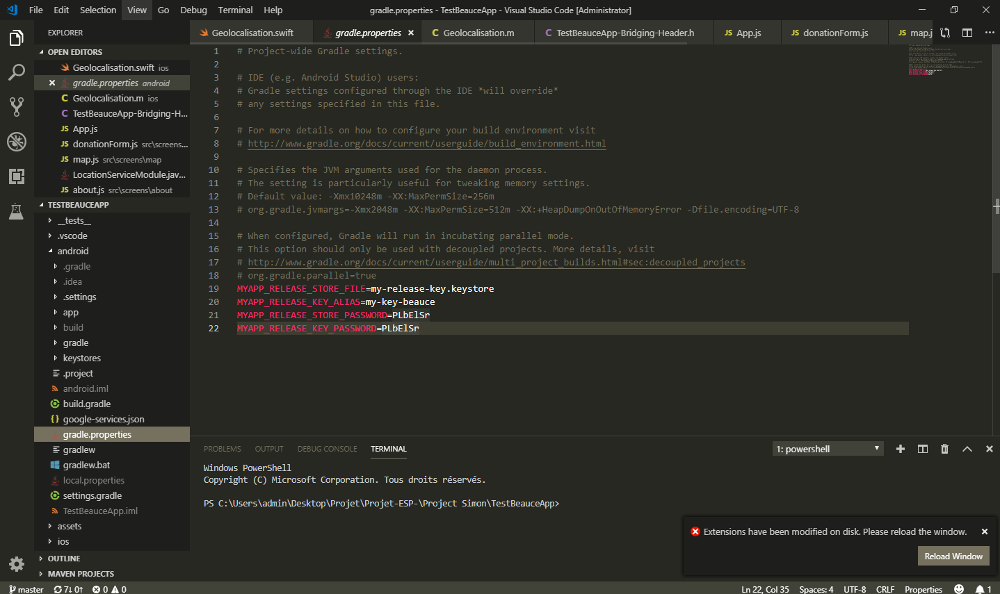 File Edit Selection View Go Debug Terminal Help
gradle.properties - TestBeauceApp - Visual Studio Code [Administrator]
EXPLORER
OPEN EDITORS
Geolocalisation.swift ios
gradle.properties android
Geolocalisation.m ios
TestBeauceApp-Bridging-H...
JS App.js
JS donationForm.js src\screens...
JS map.js src\screens\map
LocationServiceModule.jav...
JS about.js src\screens\about
TESTBEAUCEAPP
__tests__
.vscode
android
.gradle
.idea
.settings
app
build
gradle
keystores
.project
android.iml
build.gradle
google-services.json
gradle.properties
gradlew
gradlew.bat
local.properties
settings.gradle
TestBeauceApp.iml
assets
ios
OUTLINE
MAVEN PROJECTS
Geolocalisation.swift gradle.properties C Geolocalisation.m C TestBeauceApp-Bridging-Header.h JS App.js JS donationForm.js JS map.j
1 # Project-wide Gradle settings.
2
3 # IDE (e.g. Android Studio) users:
4 # Gradle settings configured through the IDE *will override*
5 # any settings specified in this file.
6
7 # For more details on how to configure your build environment visit
8 # http://www.gradle.org/docs/current/userguide/build_environment.html
9
10 # Specifies the JVM arguments used for the daemon process.
11 # The setting is particularly useful for tweaking memory settings.
12 # Default value: -Xmx10248m -XX:MaxPermSize=256m
13 # org.gradle.jvmargs=-Xmx2048m -XX:MaxPermSize=512m -XX:+HeapDumpOnOutOfMemoryError -Dfile.encoding=UTF-8
14
15 # When configured, Gradle will run in incubating parallel mode.
16 # This option should only be used with decoupled projects. More details, visit
17 # http://www.gradle.org/docs/current/userguide/multi_project_builds.html#sec:decoupled_projects
18 # org.gradle.parallel=true
19 MYAPP_RELEASE_STORE_FILE=my-release-key.keystore
20 MYAPP_RELEASE_KEY_ALIAS=my-key-beauce
21 MYAPP_RELEASE_STORE_PASSWORD=PLbElSr
22 MYAPP_RELEASE_KEY_PASSWORD=PLbElSr
PROBLEMS OUTPUT DEBUG CONSOLE TERMINAL
1: powershell
Windows PowerShell
Copyright (C) Microsoft Corporation. Tous droits réservés.
PS C:\Users\admin\Desktop\Projet\Projet-ESP-\Project Simon\TestBeauceApp>
Extensions have been modified on disk. Please reload the window.
Reload Window
master 7↓ 0↑ 0 0
Ln 22, Col 35 Spaces: 4 UTF-8 CRLF Properties 1